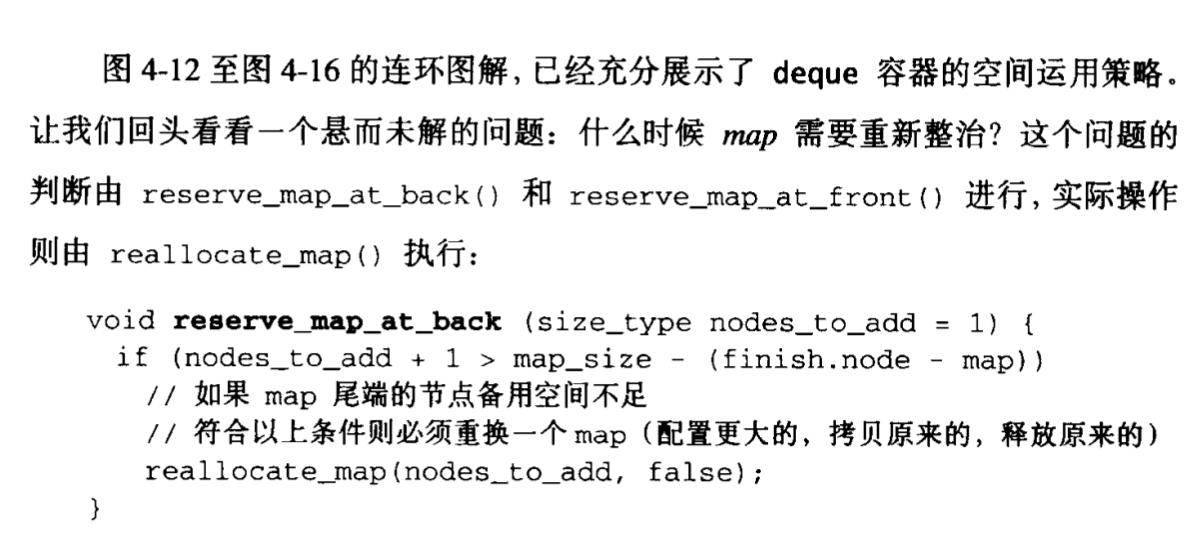 图 4-12 至图 4-16 的连环图解，已经充分展示了 deque 容器的空间运用策略。
让我们回头看看一个悬而未解的问题：什么时候 map 需要重新整治？这个问题的
判断由 reserve_map_at_back() 和 reserve_map_at_front() 进行，实际操作
则由 reallocate_map() 执行：
void reserve_map_at_back (size_type nodes_to_add = 1) {
if (nodes_to_add + 1 > map_size - (finish.node - map))
// 如果 map 尾端的节点备用空间不足
// 符合以上条件则必须重换一个 map（配置更大的，拷贝原来的，释放原来的）
reallocate_map(nodes_to_add, false);
}